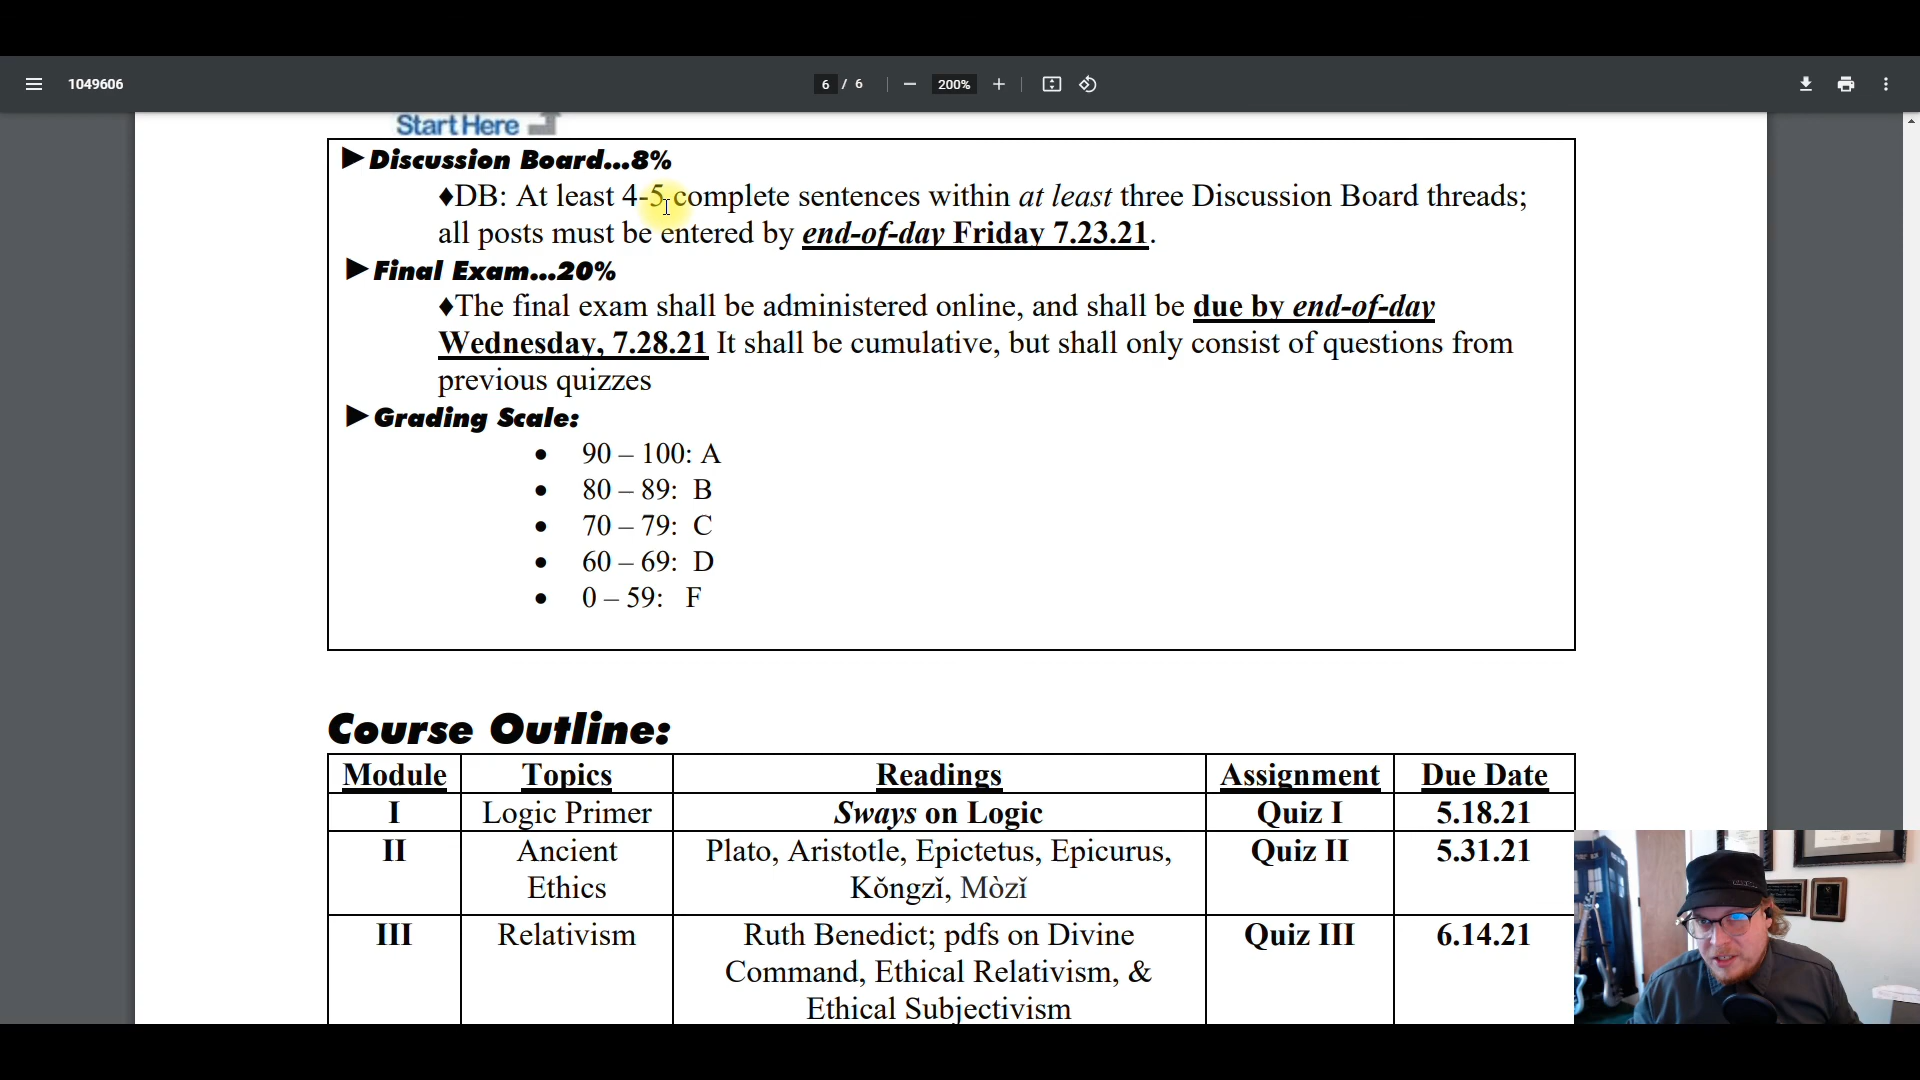 1049606
6 / 6
200%
Start Here
►Discussion Board...8%
♦DB: At least 4-5 complete sentences within at least three Discussion Board threads;
all posts must be entered by end-of-day Friday 7.23.21.
►Final Exam...20%
♦The final exam shall be administered online, and shall be due by end-of-day
Wednesday, 7.28.21 It shall be cumulative, but shall only consist of questions from
previous quizzes
►Grading Scale:
• 90 – 100: A
• 80 – 89: B
• 70 – 79: C
• 60 – 69: D
• 0 – 59: F
Course Outline:
Module Topics Readings Assignment Due Date
I Logic Primer Sways on Logic Quiz I 5.18.21
II Ancient Plato, Aristotle, Epictetus, Epicurus, Quiz II 5.31.21
Ethics Kǒngzǐ, Mòzǐ
III Relativism Ruth Benedict; pdfs on Divine Quiz III 6.14.21
Command, Ethical Relativism, &
Ethical Subjectivism